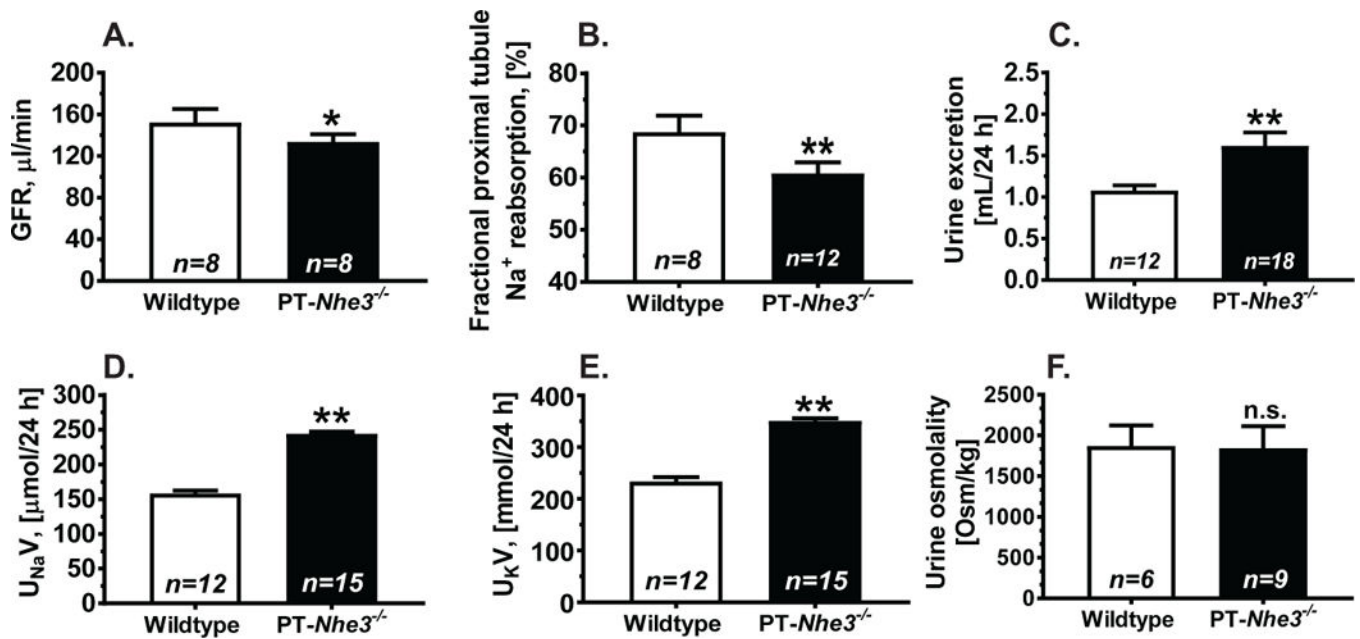 A.
GFR, μl/min
200
160
120
80
40
0
*
n=8
n=8
Wildtype
PT-Nhe3-/-
B.
Fractional proximal tubule
Na+ reabsorption, [%]
80
70
60
50
40
**
n=8
n=12
Wildtype
PT-Nhe3-/-
C.
Urine excretion
[mL/24 h]
2.5
2.0
1.5
1.0
0.5
0.0
**
n=12
n=18
Wildtype
PT-Nhe3-/-
D.
UNaV, [μmol/24 h]
300
250
200
150
100
50
0
**
n=12
n=15
Wildtype
PT-Nhe3-/-
E.
UKV, [mmol/24 h]
400
300
200
100
0
**
n=12
n=15
Wildtype
PT-Nhe3-/-
F.
Urine osmolality
[Osm/kg]
2500
2000
1500
1000
500
0
n.s.
n=6
n=9
Wildtype
PT-Nhe3-/-